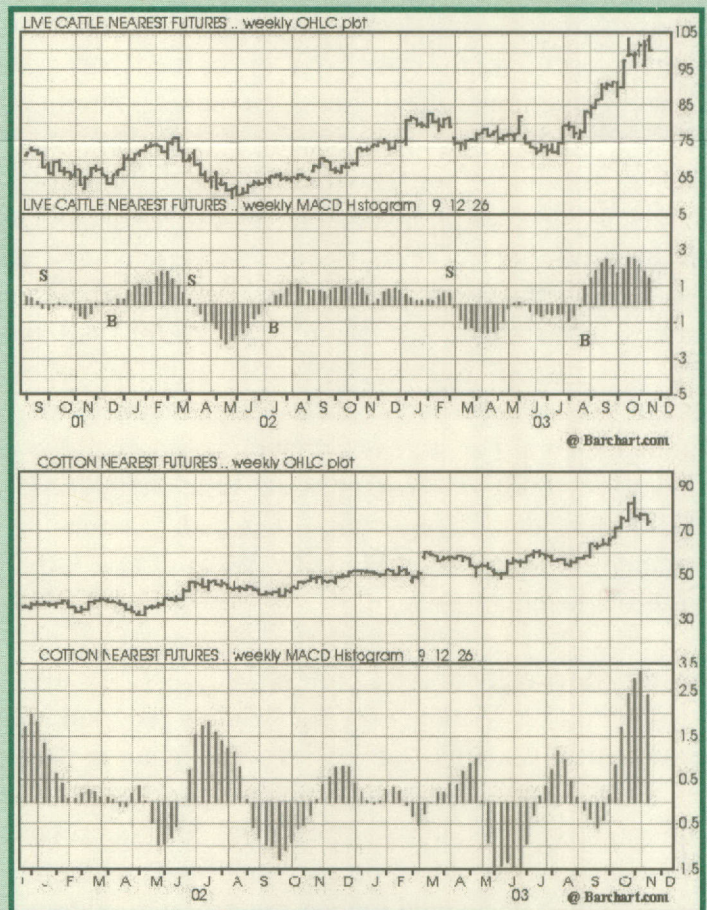 LIVE CATTLE NEAREST FUTURES .. weekly OHLC plot
105
95
85
75
65
LIVE CATTLE NEAREST FUTURES .. weekly MACD Hstogram 9 12 26
5
3
1
-1
-3
-5
S
B
S
B
S
B
S O N D J F M A M J J A S O N D J F M A M J J A S O N D
01 02 03
@ Barchart.com
COTTON NEAREST FUTURES .. weekly OHLC plot
90
70
50
30
COTTON NEAREST FUTURES .. weekly MACD Histogram 9 12 26
3.5
2.5
1.5
0.5
-0.5
-1.5
J F M A M J J A S O N D J F M A M J J A S O N D
02 03
@ Barchart.com